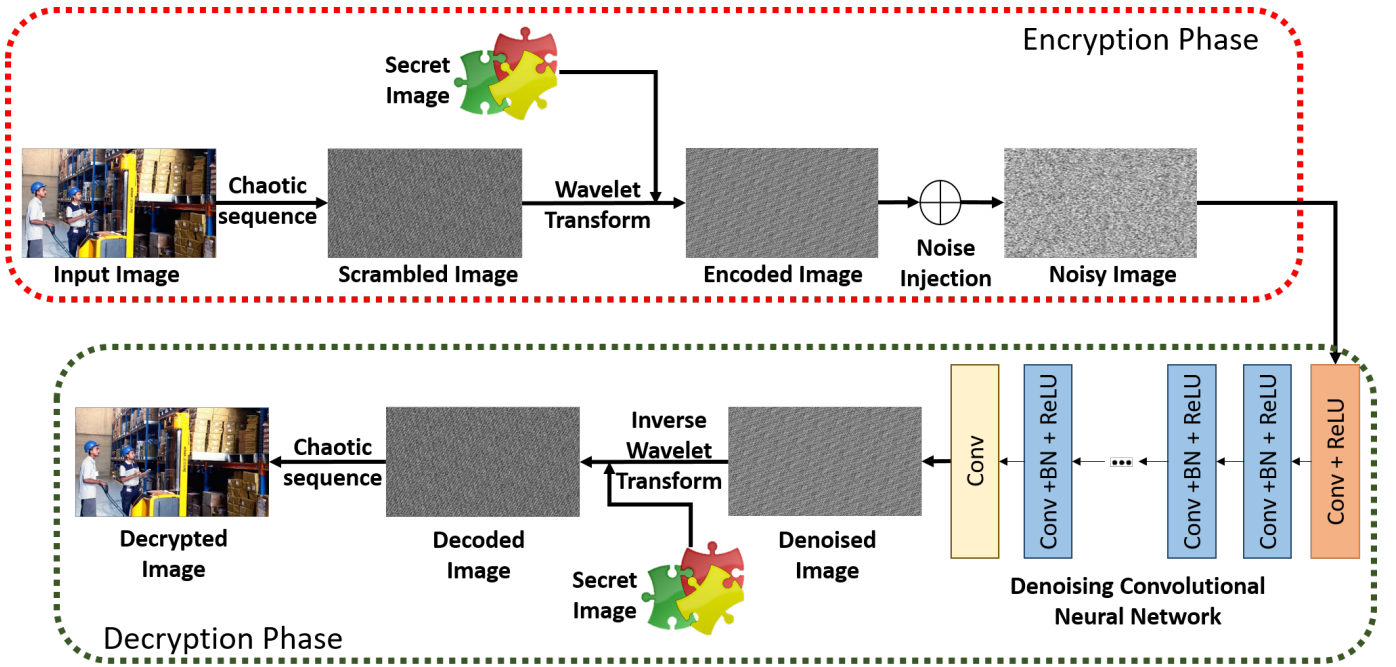 Encryption Phase
Secret
Image
Chaotic
sequence
Wavelet
Transform
Noise
Injection
Input Image
Scrambled Image
Encoded Image
Noisy Image
Conv
Conv +BN + ReLU
•••
Conv +BN + ReLU
Conv +BN + ReLU
Conv + ReLU
Inverse
Wavelet
Transform
Chaotic
sequence
Decrypted
Image
Decoded
Image
Denoised
Image
Secret
Image
Denoising Convolutional
Neural Network
Decryption Phase